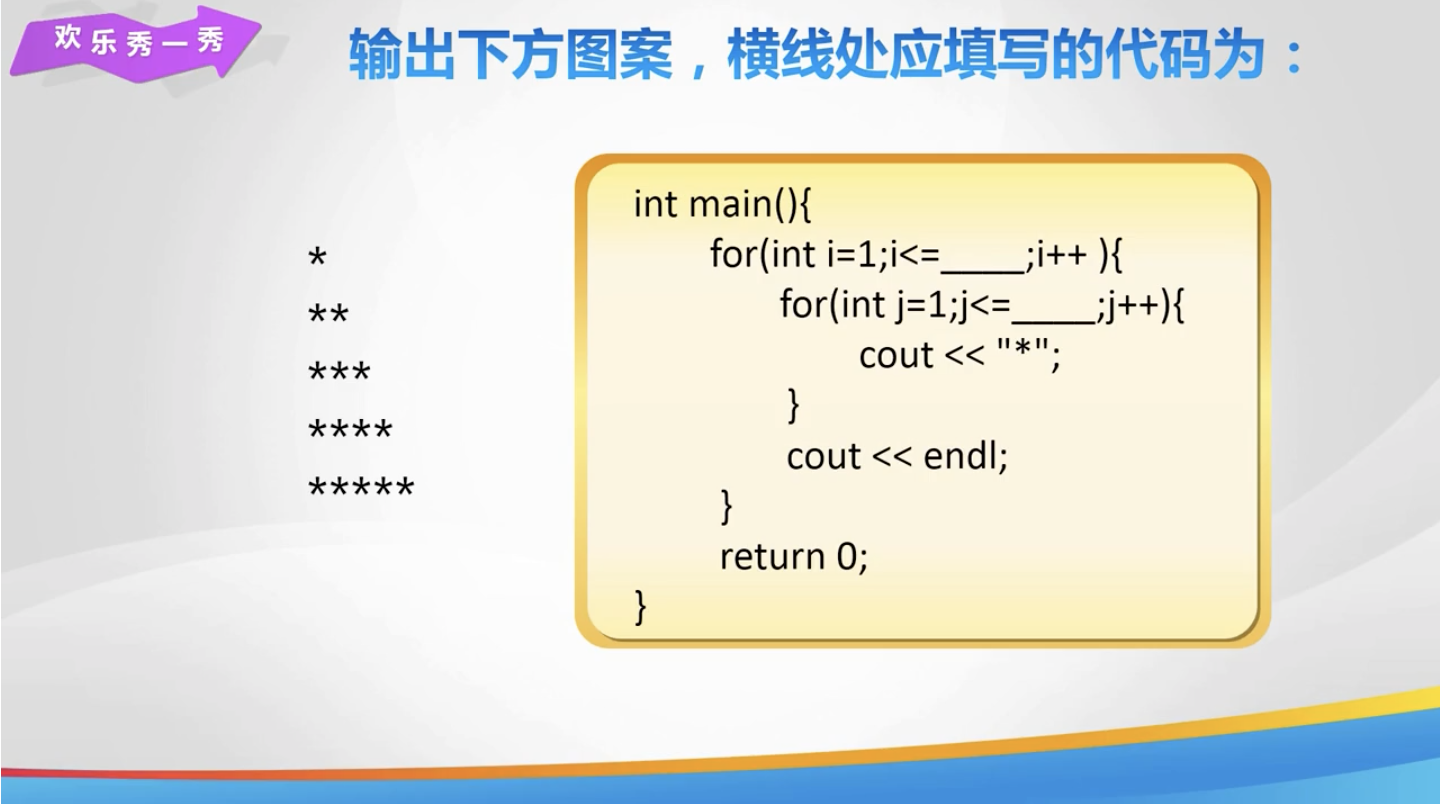 欢乐秀一秀
输出下方图案，横线处应填写的代码为：
*
**
***
****
*****
int main(){
for(int i=1;i<=____;i++ ){
for(int j=1;j<=____;j++){
cout << "*";
}
cout << endl;
}
return 0;
}